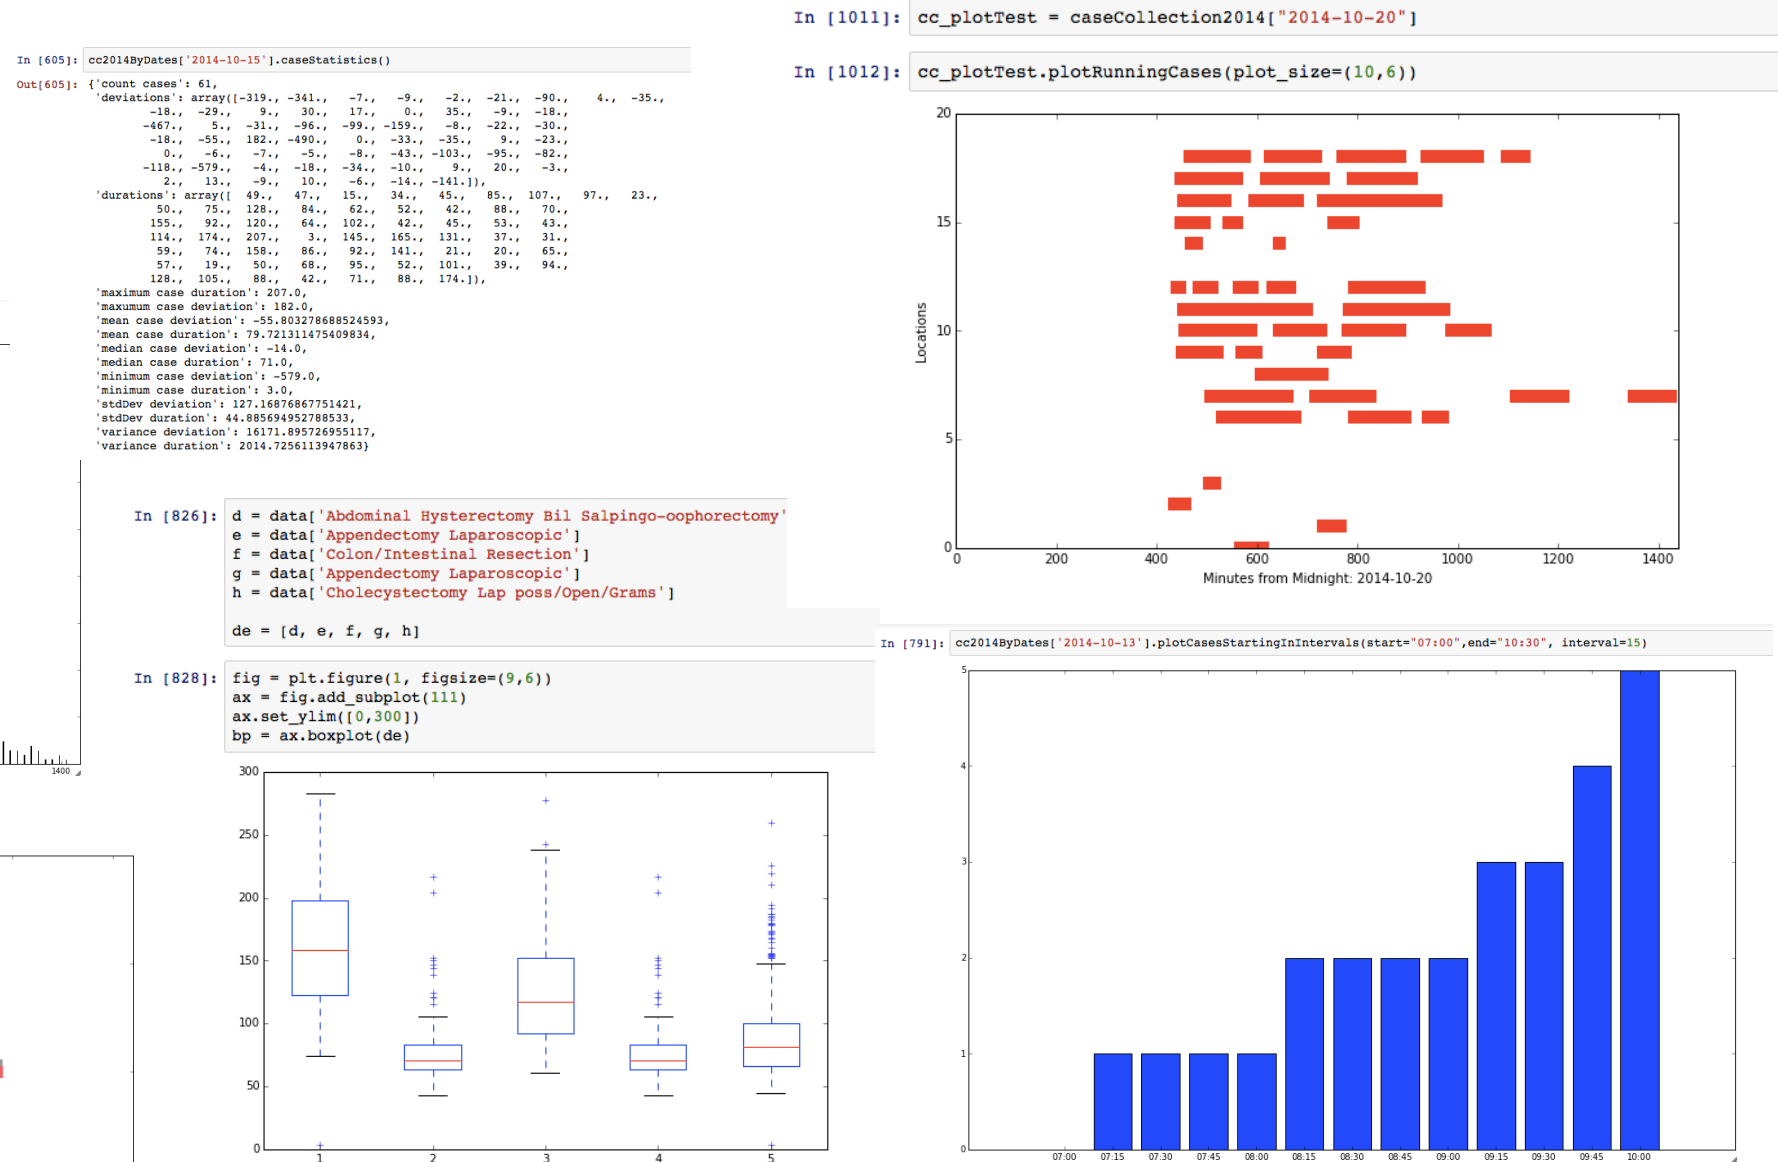 In [605]: cc2014ByDates['2014-10-15'].caseStatistics()
Out[605]: {'count cases': 61,
'deviations': array([-319., -341., -7., -9., -2., -21., -90., 4., -35.,
-18., -29., 9., 30., 17., 0., 35., -9., -18.,
-467., 5., -31., -96., -99., -159., -8., -22., -30.,
-18., -55., 182., -490., 0., -33., -35., 9., -23.,
0., -6., -7., -5., -8., -43., -103., -95., -82.,
-118., -579., -4., -18., -34., -10., 9., 20., -3.,
2., 13., -9., 10., -6., -14., -141.]),
'durations': array([ 49., 47., 15., 34., 45., 85., 107., 97., 23.,
50., 75., 128., 84., 62., 52., 42., 88., 70.,
155., 92., 120., 64., 102., 42., 45., 53., 43.,
114., 174., 207., 3., 145., 165., 131., 37., 31.,
59., 74., 158., 86., 92., 141., 21., 20., 65.,
57., 19., 50., 68., 95., 52., 101., 39., 94.,
128., 105., 88., 42., 71., 88., 174.]),
'maximum case duration': 207.0,
'maxumum case deviation': 182.0,
'mean case deviation': -55.803278688524593,
'mean case duration': 79.721311475409834,
'median case deviation': -14.0,
'median case duration': 71.0,
'minimum case deviation': -579.0,
'minimum case duration': 3.0,
'stdDev deviation': 127.16876867751421,
'stdDev duration': 44.885694952788533,
'variance deviation': 16171.895726955117,
'variance duration': 2014.7256113947863}
In [1011]: cc_plotTest = caseCollection2014["2014-10-20"]
In [1012]: cc_plotTest.plotRunningCases(plot_size=(10,6))
20
15
10
5
0
Locations
0 200 400 600 800 1000 1200 1400
Minutes from Midnight: 2014-10-20
1400
In [826]: d = data['Abdominal Hysterectomy Bil Salpingo-oophorectomy'
e = data['Appendectomy Laparoscopic']
f = data['Colon/Intestinal Resection']
g = data['Appendectomy Laparoscopic']
h = data['Cholecystectomy Lap poss/Open/Grams']
de = [d, e, f, g, h]
In [828]: fig = plt.figure(1, figsize=(9,6))
ax = fig.add_subplot(111)
ax.set_ylim([0,300])
bp = ax.boxplot(de)
300
250
200
150
100
50
0
1 2 3 4 5
In [791]: cc2014ByDates['2014-10-13'].plotCasesStartingInIntervals(start="07:00",end="10:30", interval=15)
5
4
3
2
1
0
07:00 07:15 07:30 07:45 08:00 08:15 08:30 08:45 09:00 09:15 09:30 09:45 10:00